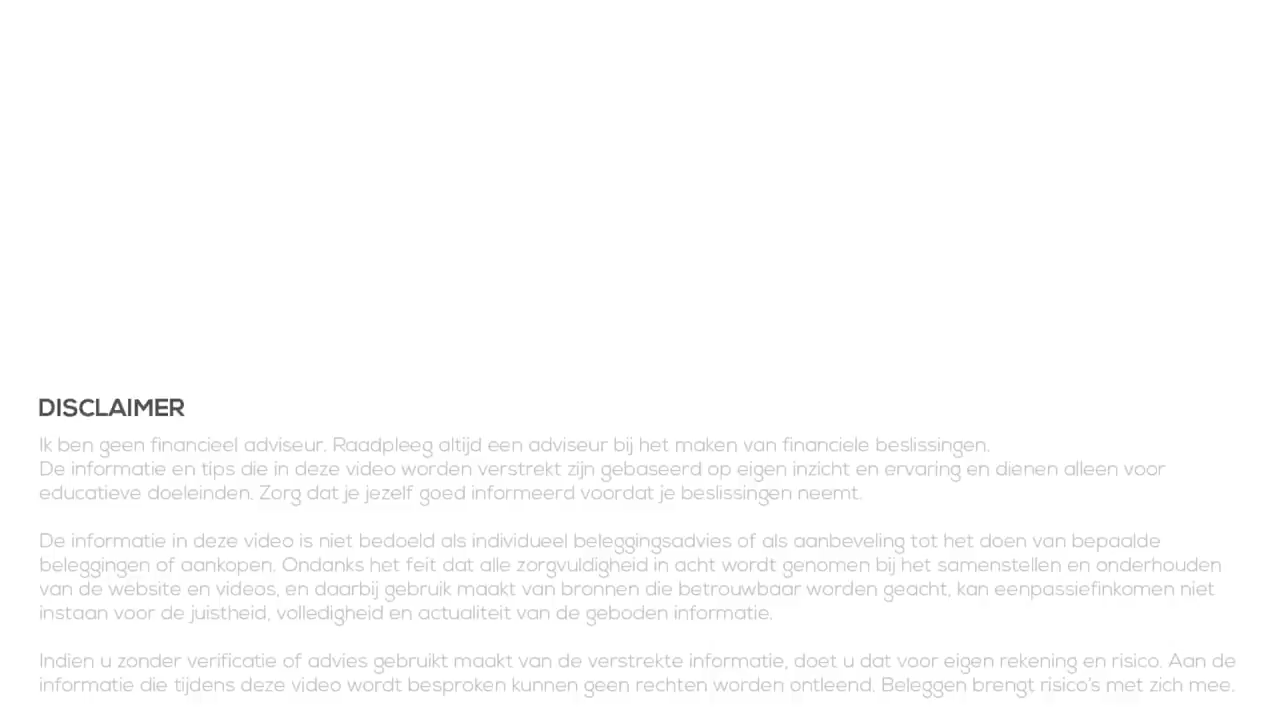 DISCLAIMER
Ik ben geen financieel adviseur. Raadpleeg altijd een adviseur bij het maken van financiele beslissingen.
De informatie en tips die in deze video worden verstrekt zijn gebaseerd op eigen inzicht en ervaring en dienen alleen voor
educatieve doeleinden. Zorg dat je jezelf goed informeerd voordat je beslissingen neemt.
De informatie in deze video is niet bedoeld als individueel beleggingsadvies of als aanbeveling tot het doen van bepaalde
beleggingen of aankopen. Ondanks het feit dat alle zorgvuldigheid in acht wordt genomen bij het samenstellen en onderhouden
van de website en videos, en daarbij gebruik maakt van bronnen die betrouwbaar worden geacht, kan eenpassiefinkomen niet
instaan voor de juistheid, volledigheid en actualiteit van de geboden informatie.
Indien u zonder verificatie of advies gebruikt maakt van de verstrekte informatie, doet u dat voor eigen rekening en risico. Aan de
informatie die tijdens deze video wordt besproken kunnen geen rechten worden ontleend. Beleggen brengt risico's met zich mee.